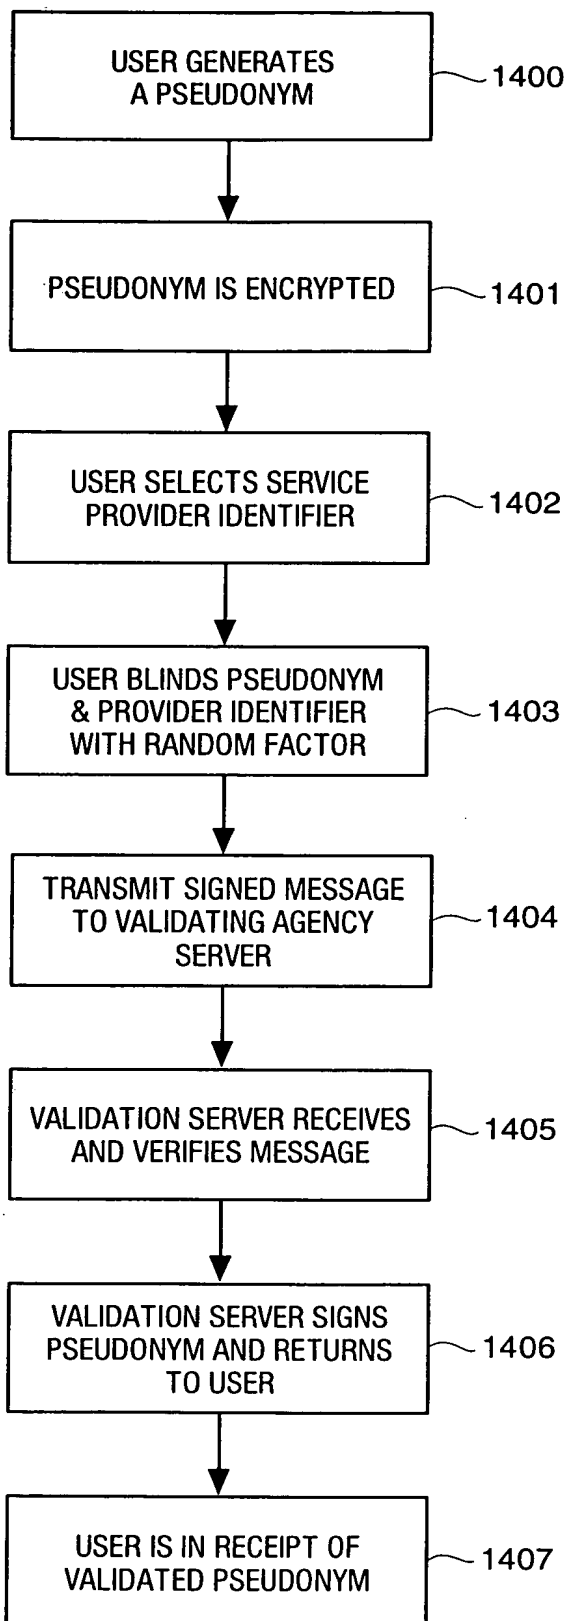 USER GENERATES
A PSEUDONYM
1400
PSEUDONYM IS ENCRYPTED
1401
USER SELECTS SERVICE
PROVIDER IDENTIFIER
1402
USER BLINDS PSEUDONYM
& PROVIDER IDENTIFIER
WITH RANDOM FACTOR
1403
TRANSMIT SIGNED MESSAGE
TO VALIDATING AGENCY
SERVER
1404
VALIDATION SERVER RECEIVES
AND VERIFIES MESSAGE
1405
VALIDATION SERVER SIGNS
PSEUDONYM AND RETURNS
TO USER
1406
USER IS IN RECEIPT OF
VALIDATED PSEUDONYM
1407